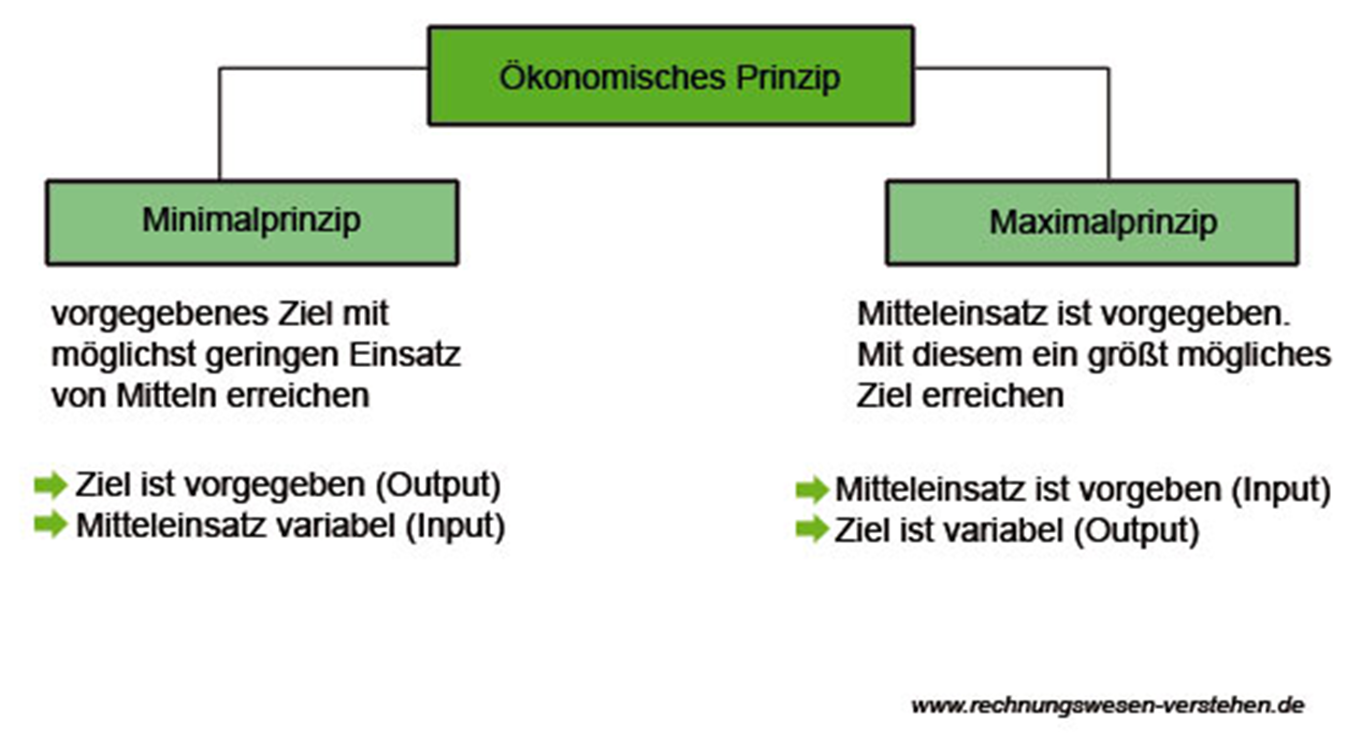 Ökonomisches Prinzip
Minimalprinzip
vorgegebenes Ziel mit
möglichst geringen Einsatz
von Mitteln erreichen
Ziel ist vorgegeben (Output)
Mitteleinsatz variabel (Input)
Maximalprinzip
Mitteleinsatz ist vorgegeben.
Mit diesem ein größt mögliches
Ziel erreichen
Mitteleinsatz ist vorgeben (Input)
Ziel ist variabel (Output)
www.rechnungswesen-verstehen.de